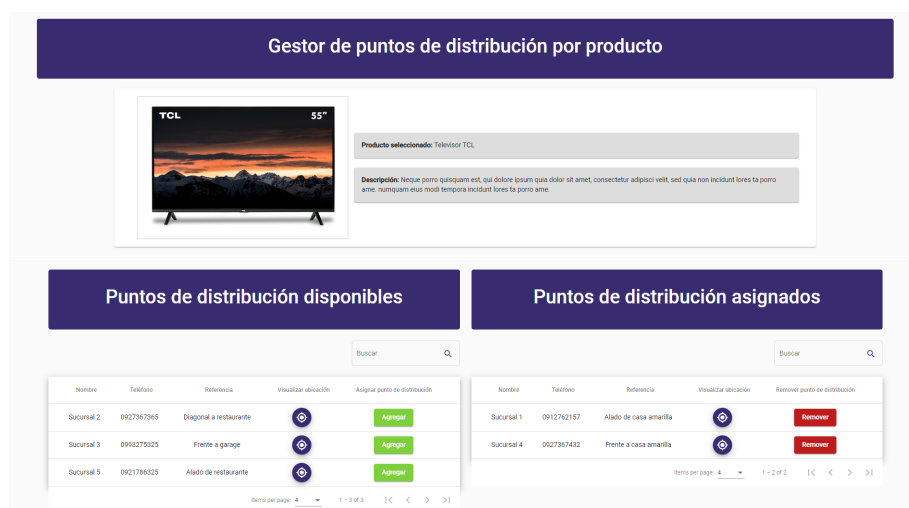 Gestor de puntos de distribución por producto
TCL 55”
Producto seleccionado: Televisor TCL
Descripción: Neque porro quisquam est, qui dolore ipsum quia dolor sit amet, consectetur adipisci velit, sed quia non incidunt lores ta porro
ame. numquam eius modi tempora incidunt lores ta porro ame.
Puntos de distribución disponibles
Buscar
Nombre Teléfono Referencia Visualizar ubicación Asignar punto de distribución
Sucursal 2 0927367365 Diagonal a restaurante Agregar
Sucursal 3 0993275325 Frente a garage Agregar
Sucursal 5 0921786325 Alado de restaurante Agregar
Items per page: 4 1 – 3 of 3
Puntos de distribución asignados
Buscar
Nombre Teléfono Referencia Visualizar ubicación Remover punto de distribución
Sucursal 1 0912762157 Alado de casa amarilla Remover
Sucursal 4 0927367432 Frente a casa amarilla Remover
Items per page: 4 1 – 2 of 2